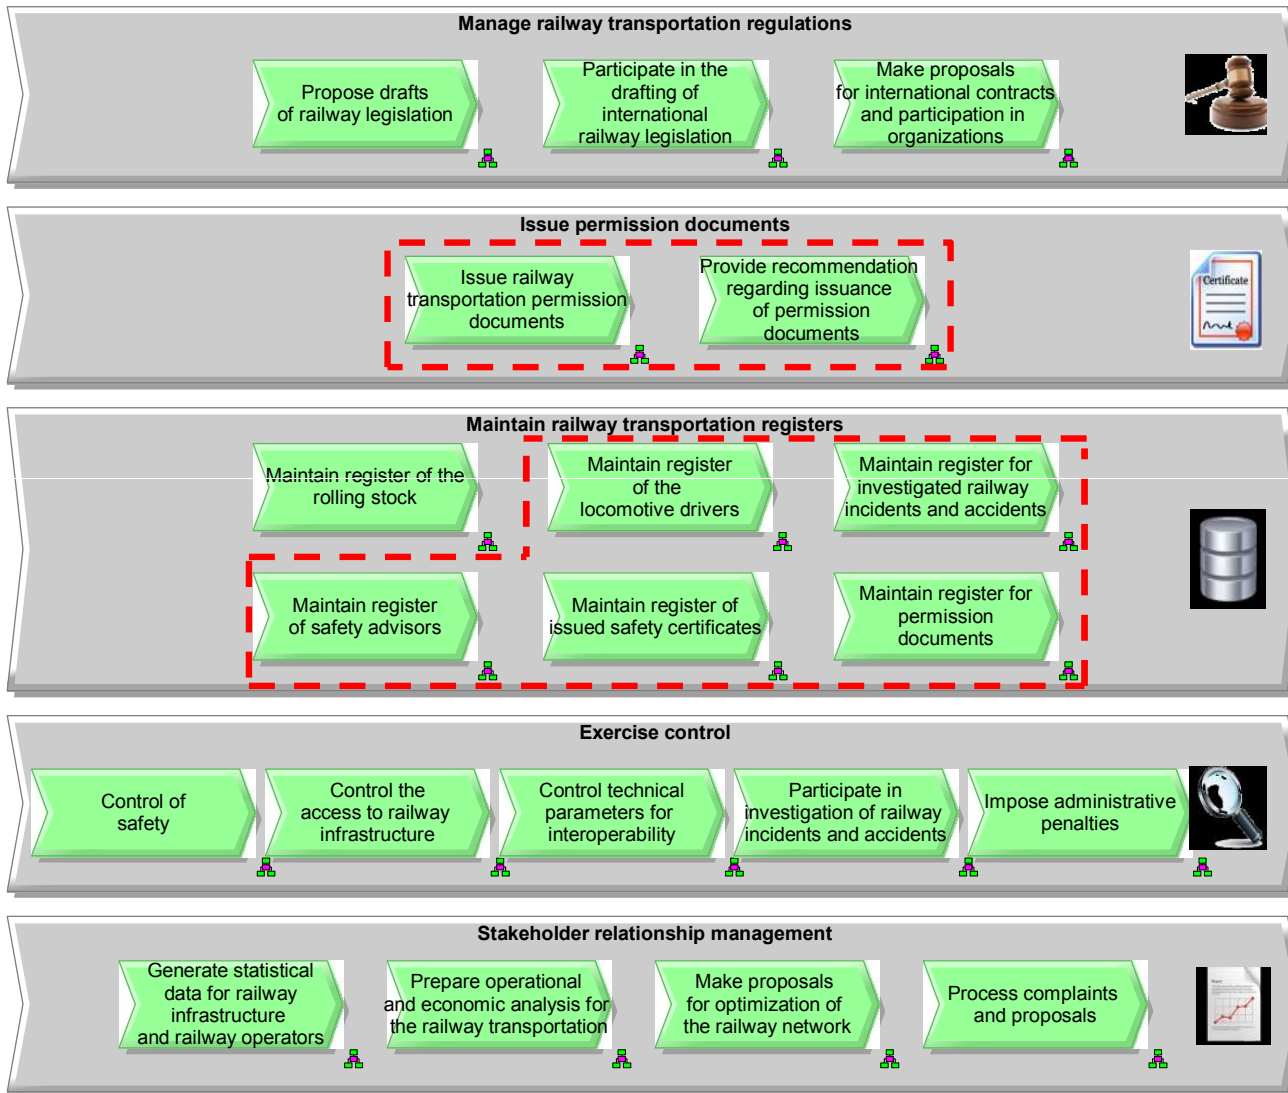 Manage railway transportation regulations
Propose drafts
of railway legislation
Participate in the
drafting of
international
railway legislation
Make proposals
for international contracts
and participation in
organizations
Issue permission documents
Issue railway
transportation permission
documents
Provide recommendation
regarding issuance
of permission
documents
Certificate
Maintain railway transportation registers
Maintain register of the
rolling stock
Maintain register
of the
locomotive drivers
Maintain register for
investigated railway
incidents and accidents
Maintain register
of safety advisors
Maintain register of
issued safety certificates
Maintain register for
permission
documents
Exercise control
Control of
safety
Control the
access to railway
infrastructure
Control technical
parameters for
interoperability
Participate in
investigation of railway
incidents and accidents
Impose administrative
penalties
Stakeholder relationship management
Generate statistical
data for railway
infrastructure
and railway operators
Prepare operational
and economic analysis for
the railway transportation
Make proposals
for optimization of
the railway network
Process complaints
and proposals